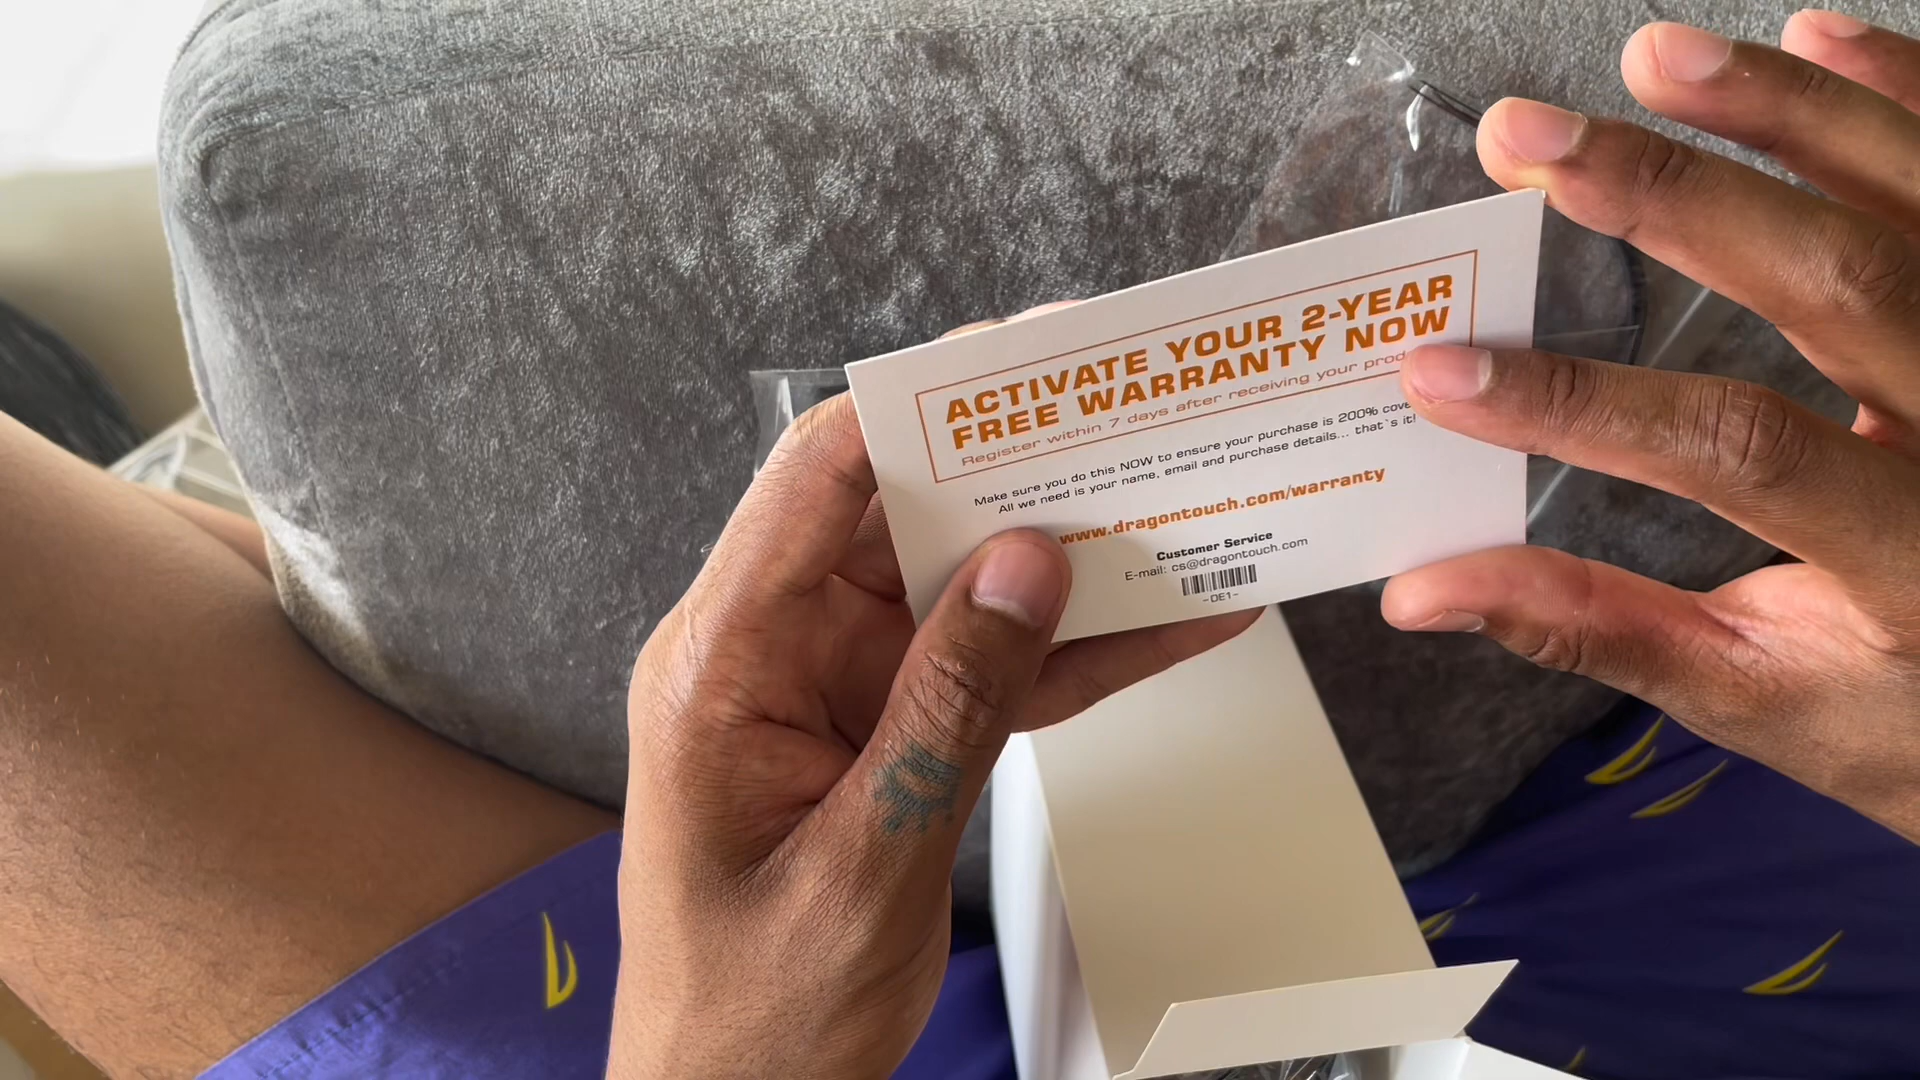 ACTIVATE YOUR 2-YEAR
FREE WARRANTY NOW
Register within 7 days after receiving your
Make sure you do this NOW to ensure your purchase is 200%
All we need is your name, email and purchase details... that`s it!
www.dragontouch.com/warranty
Customer Service
E-mail: cs@dragontouch.com
-DE1-